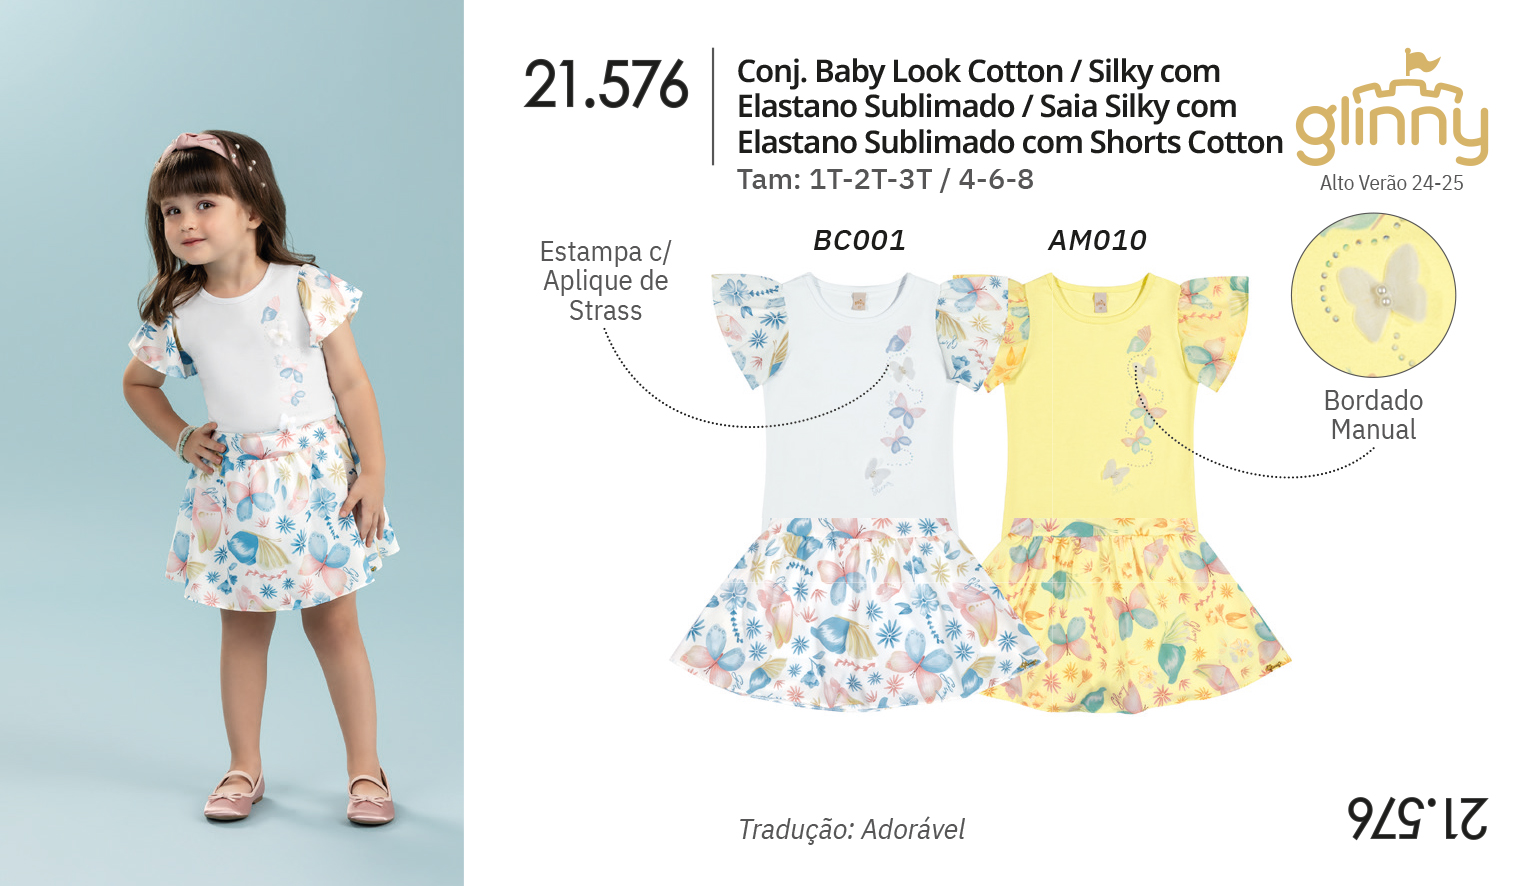 21.576
Conj. Baby Look Cotton / Silky com
Elastano Sublimado / Saia Silky com
Elastano Sublimado com Shorts Cotton
Tam: 1T-2T-3T / 4-6-8
glinny
Alto Verão 24-25
Estampa c/
Aplique de
Strass
BC001
AM010
Bordado
Manual
Tradução: Adorável
21.576